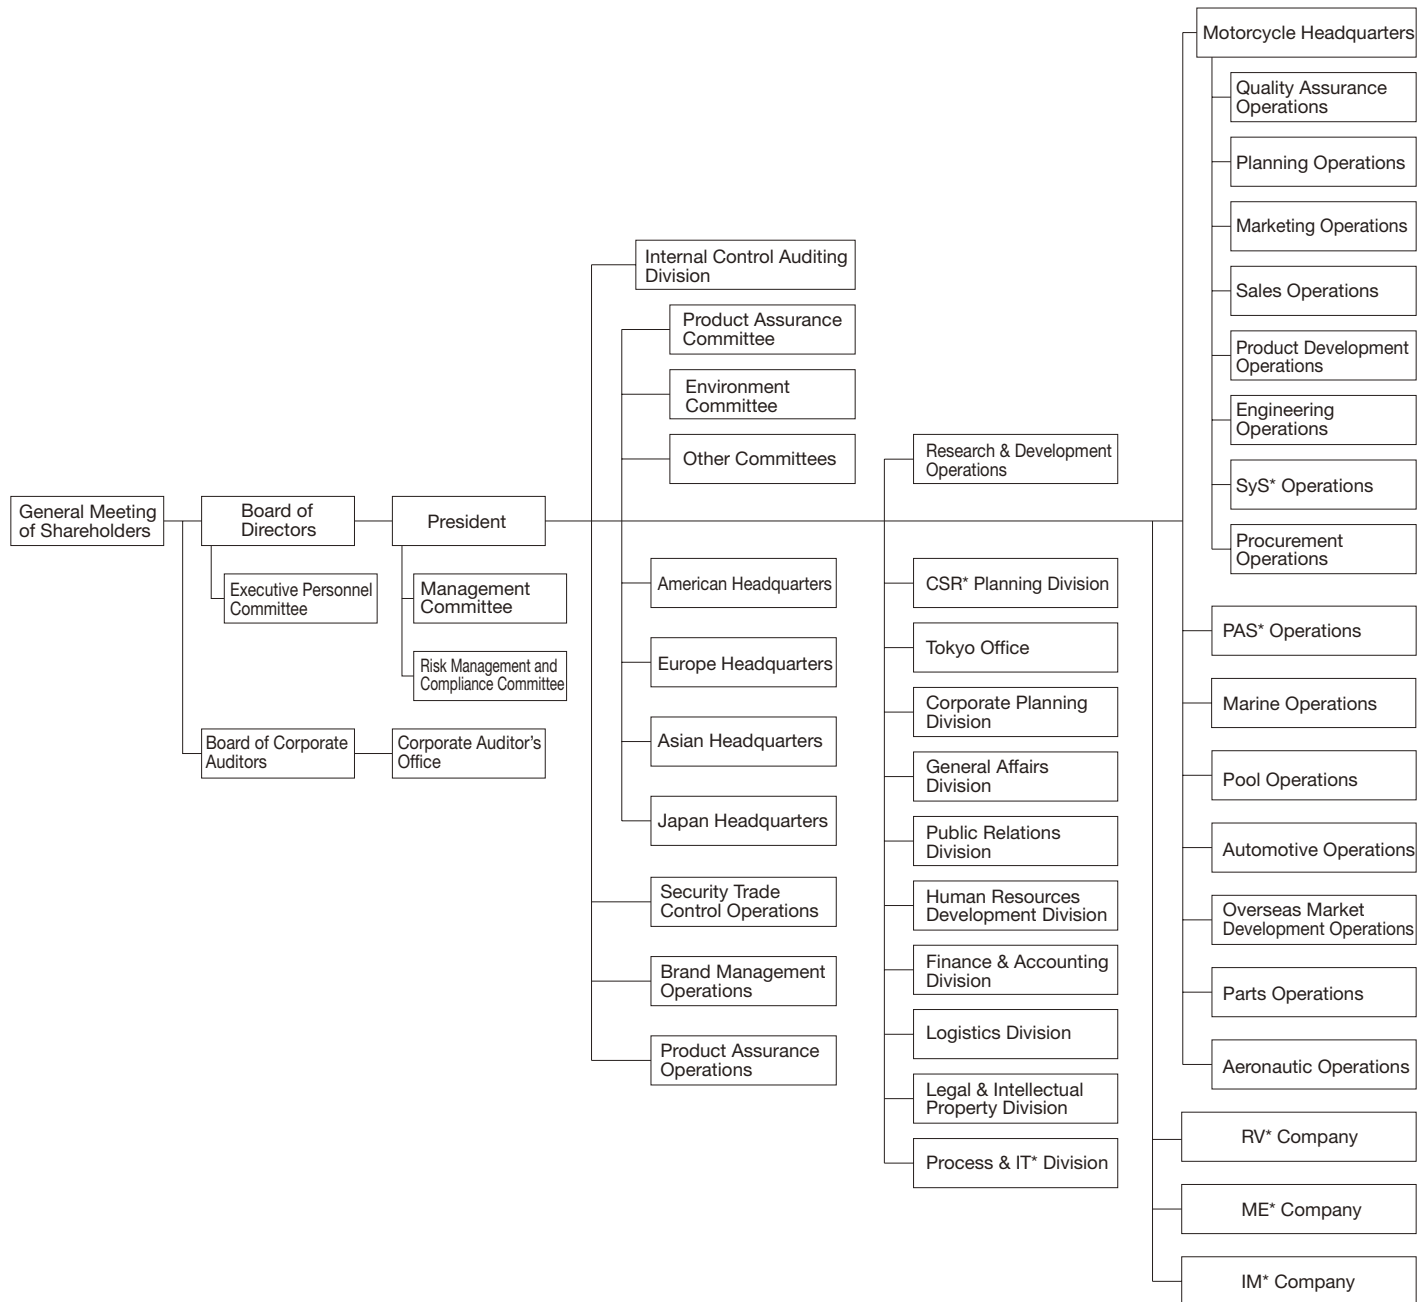 General Meeting
of Shareholders
Board of
Directors
Executive Personnel
Committee
Board of Corporate
Auditors
President
Management
Committee
Risk Management and
Compliance Committee
Corporate Auditor's
Office
Internal Control Auditing
Division
Product Assurance
Committee
Environment
Committee
Other Committees
American Headquarters
Europe Headquarters
Asian Headquarters
Japan Headquarters
Security Trade
Control Operations
Brand Management
Operations
Product Assurance
Operations
Research & Development
Operations
CSR* Planning Division
Tokyo Office
Corporate Planning
Division
General Affairs
Division
Public Relations
Division
Human Resources
Development Division
Finance & Accounting
Division
Logistics Division
Legal & Intellectual
Property Division
Process & IT* Division
Motorcycle Headquarters
Quality Assurance
Operations
Planning Operations
Marketing Operations
Sales Operations
Product Development
Operations
Engineering
Operations
SyS* Operations
Procurement
Operations
PAS* Operations
Marine Operations
Pool Operations
Automotive Operations
Overseas Market
Development Operations
Parts Operations
Aeronautic Operations
RV* Company
ME* Company
IM* Company